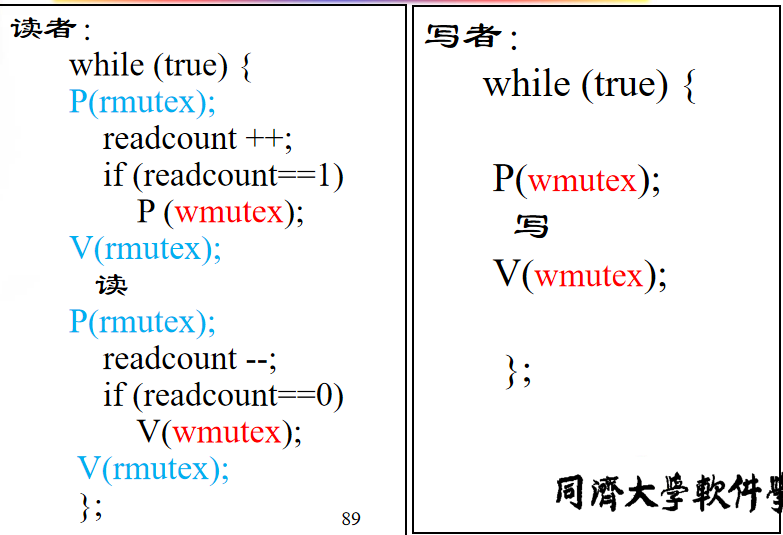 读者:
while (true) {
P(rmutex);
readcount ++;
if (readcount==1)
P (wmutex);
V(rmutex);
读
P(rmutex);
readcount --;
if (readcount==0)
V(wmutex);
V(rmutex);
};
89
写者:
while (true) {
P(wmutex);
写
V(wmutex);
};
同濟大學軟件學